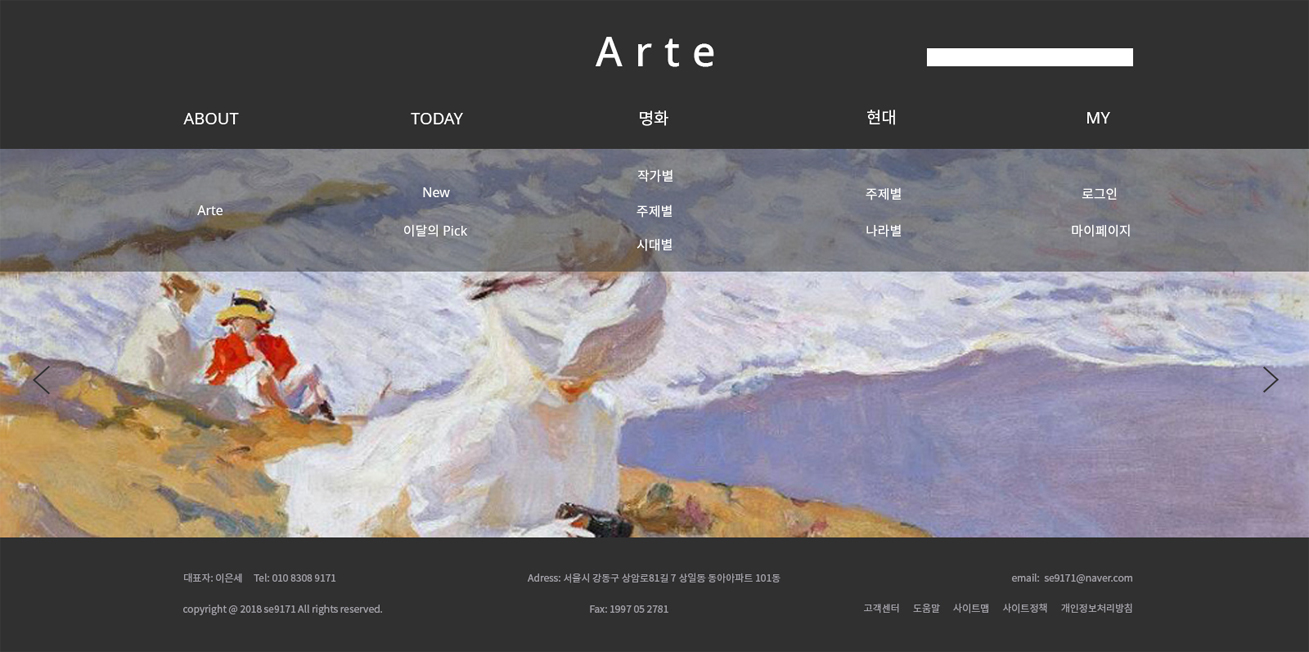 Arte
ABOUT TODAY 명화 현대 MY
작가별
New 주제별 로그인
Arte 주제별
이달의 Pick 나라별 마이페이지
시대별
대표자: 이은세 Tel: 010 8308 9171 Adress: 서울시 강동구 상암로81길 7 상일동 동아아파트 101동 email: se9171@naver.com
copyright @ 2018 se9171 All rights reserved. Fax: 1997 05 2781 고객센터 도움말 사이트맵 사이트정책 개인정보처리방침